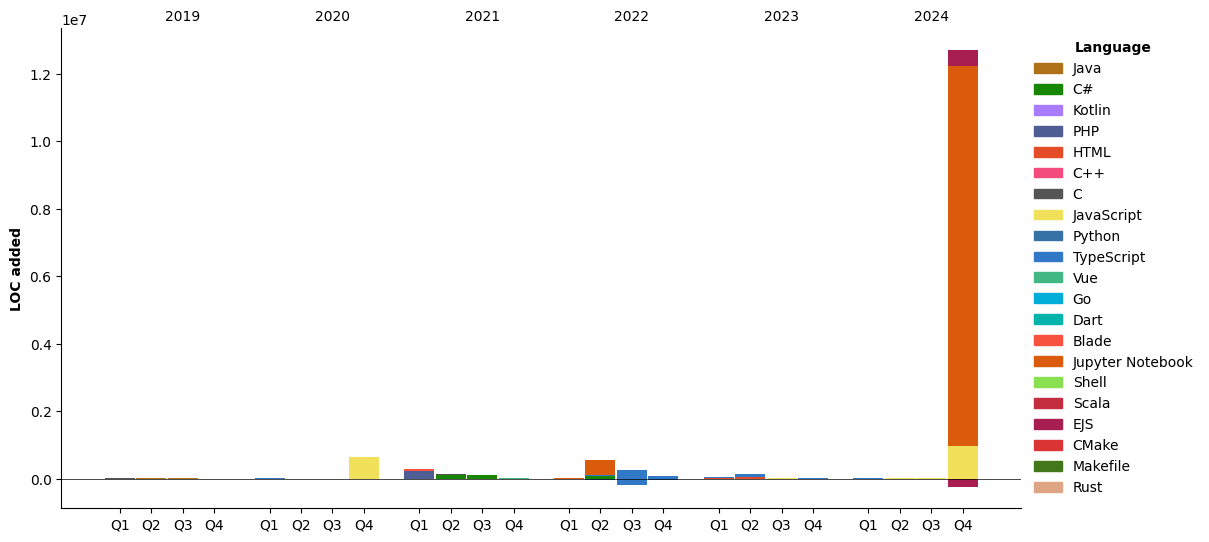 1e7
2019 2020 2021 2022 2023 2024
LOC added
1.2
1.0
0.8
0.6
0.4
0.2
0.0
Q1 Q2 Q3 Q4 Q1 Q2 Q3 Q4 Q1 Q2 Q3 Q4 Q1 Q2 Q3 Q4 Q1 Q2 Q3 Q4 Q1 Q2 Q3 Q4
Language
Java
C#
Kotlin
PHP
HTML
C++
C
JavaScript
Python
TypeScript
Vue
Go
Dart
Blade
Jupyter Notebook
Shell
Scala
EJS
CMake
Makefile
Rust